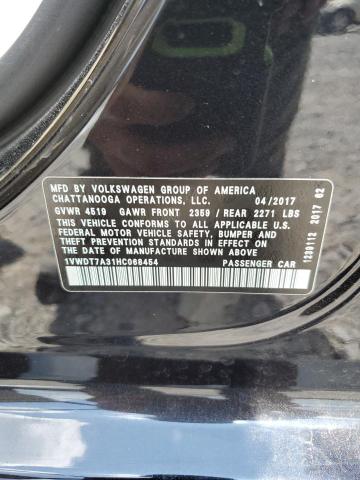 MFD BY VOLKSWAGEN GROUP OF AMERICA
CHATTANOOGA OPERATIONS, LLC. 04/2017
GVWR 4519 GAWR FRONT 2359 / REAR 2271 LBS
THIS VEHICLE CONFORMS TO ALL APPLICABLE U.S.
FEDERAL MOTOR VEHICLE SAFETY, BUMPER AND
THEFT PREVENTION STANDARDS IN EFFECT ON
THE DATE OF MANUFACTURE SHOWN ABOVE.
1VWDT7A31HC068454 PASSENGER CAR
1239112 2017 02